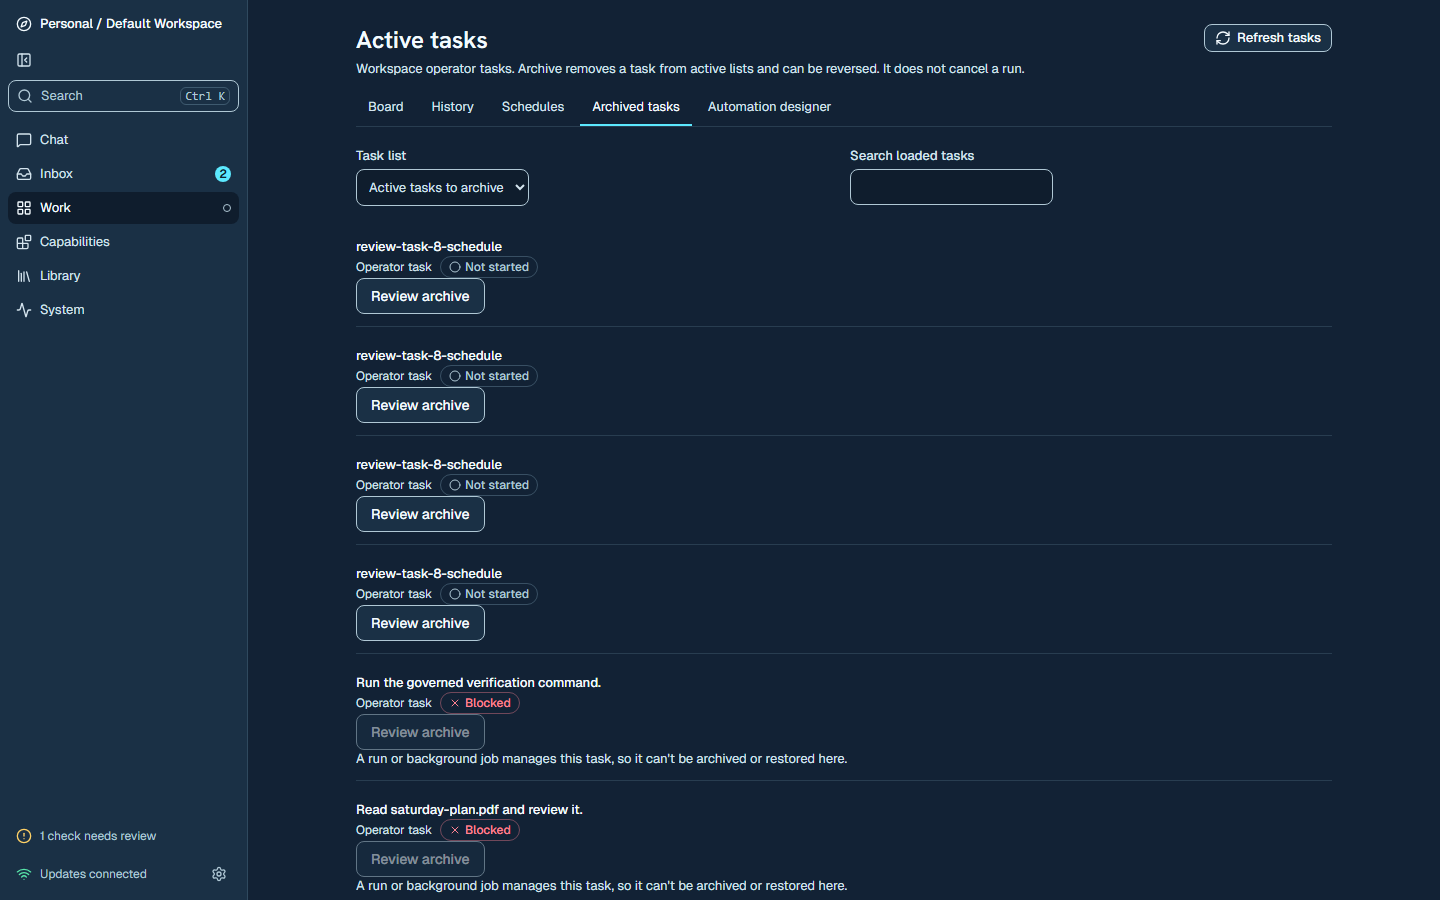 Personal / Default Workspace
Search
Ctrl K
Chat
Inbox
2
Work
Capabilities
Library
System
1 check needs review
Updates connected
Active tasks
Refresh tasks
Workspace operator tasks. Archive removes a task from active lists and can be reversed. It does not cancel a run.
Board
History
Schedules
Archived tasks
Automation designer
Task list
Active tasks to archive
Search loaded tasks
review-task-8-schedule
Operator task
Not started
Review archive
review-task-8-schedule
Operator task
Not started
Review archive
review-task-8-schedule
Operator task
Not started
Review archive
review-task-8-schedule
Operator task
Not started
Review archive
Run the governed verification command.
Operator task
Blocked
Review archive
A run or background job manages this task, so it can't be archived or restored here.
Read saturday-plan.pdf and review it.
Operator task
Blocked
Review archive
A run or background job manages this task, so it can't be archived or restored here.